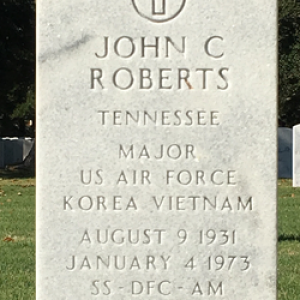 JOHN C
ROBERTS
TENNESSEE
MAJOR
US AIR FORCE
KOREA VIETNAM
AUGUST 9 1931
JANUARY 4 1973
SS-DFC-AM